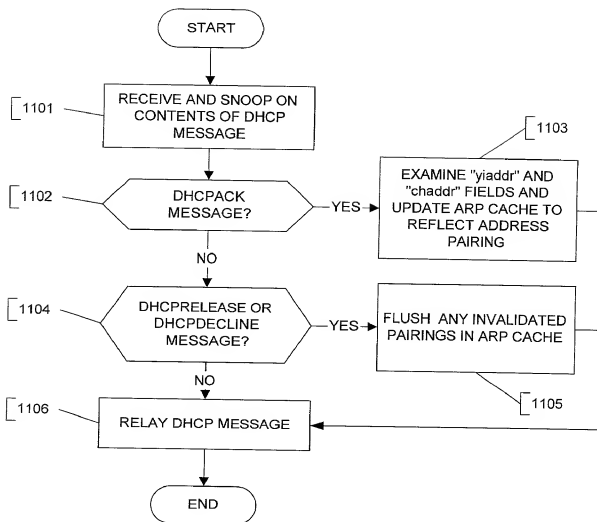 START
1101
RECEIVE AND SNOOP ON
CONTENTS OF DHCP
MESSAGE
1102
DHCPACK
MESSAGE?
YES
1103
EXAMINE "yiaddr" AND
"chaddr" FIELDS AND
UPDATE ARP CACHE TO
REFLECT ADDRESS
PAIRING
NO
1104
DHCPRELEASE OR
DHCPDECLINE
MESSAGE?
YES
FLUSH ANY INVALIDATED
PAIRINGS IN ARP CACHE
1105
NO
1106
RELAY DHCP MESSAGE
END